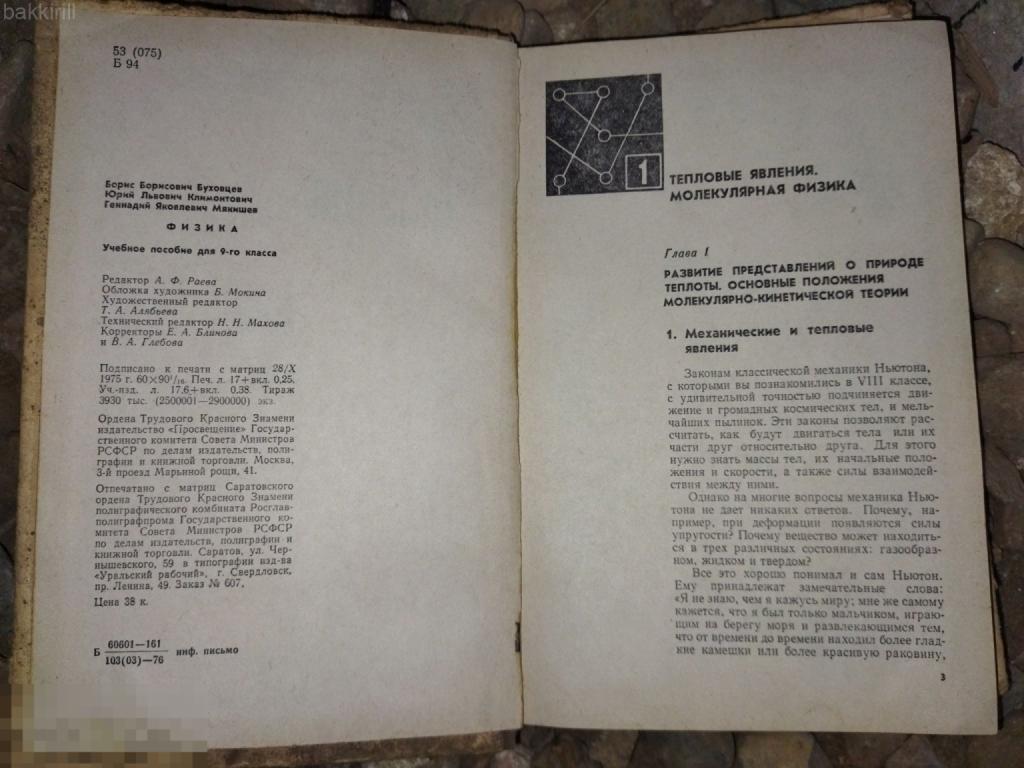 bakkirill
53 (075)
Б 94
Борис Борисович Буховцев
Юрий Львович Климонтович
Геннадий Яковлевич Мякишев
ФИЗИКА
Учебное пособие для 9-го класса
Редактор А. Ф. Раева
Обложка художника Б. Мокина
Художественный редактор
Т. А. Алябьева
Технический редактор Н. Н. Махова
Корректоры Е. А. Блинова
и В. А. Глебова
Подписано к печати с матриц 28/X
1975 г. 60×90¹/₁₆. Печ. л. 17+вкл. 0,25.
Уч.-изд. л. 17,6+вкл. 0,38. Тираж
3930 тыс. (2500001—2900000) экз.
Ордена Трудового Красного Знамени
издательство «Просвещение» Государ-
ственного комитета Совета Министров
РСФСР по делам издательств, поли-
графии и книжной торговли. Москва,
3-й проезд Марьиной рощи, 41.
Отпечатано с матриц Саратовского
ордена Трудового Красного Знамени
полиграфического комбината Росглав-
полиграфпрома Государственного ко-
митета Совета Министров РСФСР
по делам издательств, полиграфии и
книжной торговли. Саратов, ул. Чер-
нышевского, 59 в типографии изд-ва
«Уральский рабочий», г. Свердловск,
пр. Ленина, 49. Заказ № 607.
Цена 38 к.
Б 60601—161
103(03)—76 инф. письмо
1
ТЕПЛОВЫЕ ЯВЛЕНИЯ.
МОЛЕКУЛЯРНАЯ ФИЗИКА
Глава I
РАЗВИТИЕ ПРЕДСТАВЛЕНИЙ О ПРИРОДЕ
ТЕПЛОТЫ. ОСНОВНЫЕ ПОЛОЖЕНИЯ
МОЛЕКУЛЯРНО-КИНЕТИЧЕСКОЙ ТЕОРИИ
1. Механические и тепловые
явления
Законам классической механики Ньютона,
с которыми вы познакомились в VIII классе,
с удивительной точностью подчиняется дви-
жение и громадных космических тел, и мель-
чайших пылинок. Эти законы позволяют рас-
считать, как будут двигаться тела или их
части друг относительно друга. Для этого
нужно знать массы тел, их начальные поло-
жения и скорости, а также силы взаимодей-
ствия между ними.
Однако на многие вопросы механика Нью-
тона не дает никаких ответов. Почему, на-
пример, при деформации появляются силы
упругости? Почему вещество может находить-
ся в трех различных состояниях: газообраз-
ном, жидком и твердом?
Все это хорошо понимал и сам Ньютон.
Ему принадлежат замечательные слова:
«Я не знаю, чем я кажусь миру; мне же самому
кажется, что я был только мальчиком, играю-
щим на берегу моря и развлекающимся тем,
что от времени до времени находил более глад-
кие камешки или более красивую раковину,
3